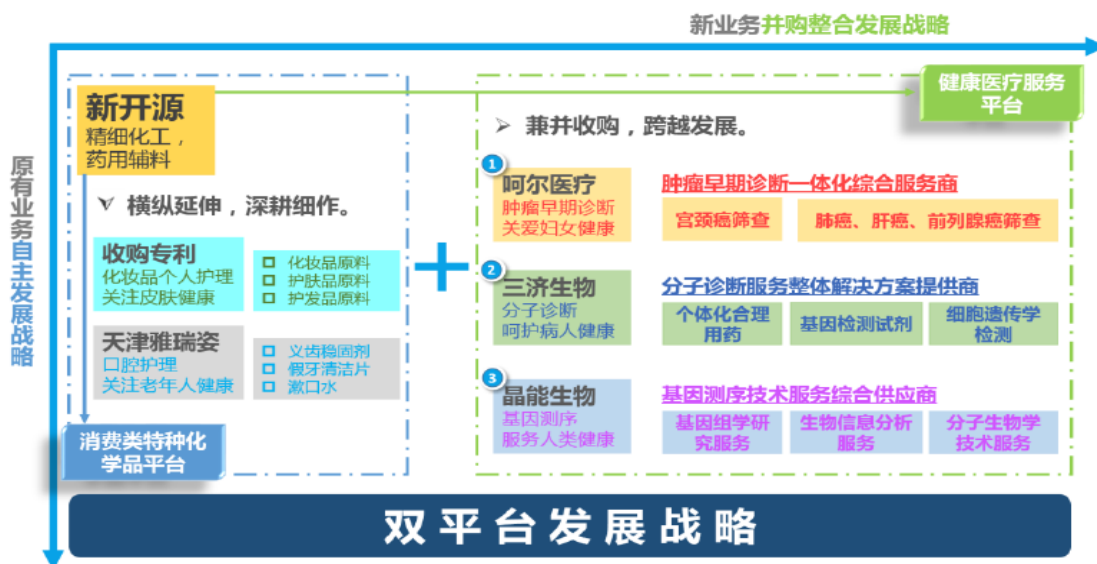 新业务并购整合发展战略
原有业务自主发展战略
新开源
精细化工，
药用辅料
横纵延伸，深耕细作。
收购专利
化妆品个人护理
关注皮肤健康
化妆品原料
护肤品原料
护发品原料
天津雅瑞姿
口腔护理
关注老年人健康
义齿稳固剂
假牙清洁片
漱口水
消费类特种化
学品平台
健康医疗服务
平台
兼并收购，跨越发展。
1
呵尔医疗
肿瘤早期诊断
关爱妇女健康
肿瘤早期诊断一体化综合服务商
宫颈癌筛查
肺癌、肝癌、前列腺癌筛查
2
三济生物
分子诊断
呵护病人健康
分子诊断服务整体解决方案提供商
个体化合理
用药
基因检测试剂
细胞遗传学
检测
3
晶能生物
基因测序
服务人类健康
基因测序技术服务综合供应商
基因组学研
究服务
生物信息分析
服务
分子生物学
技术服务
双平台发展战略